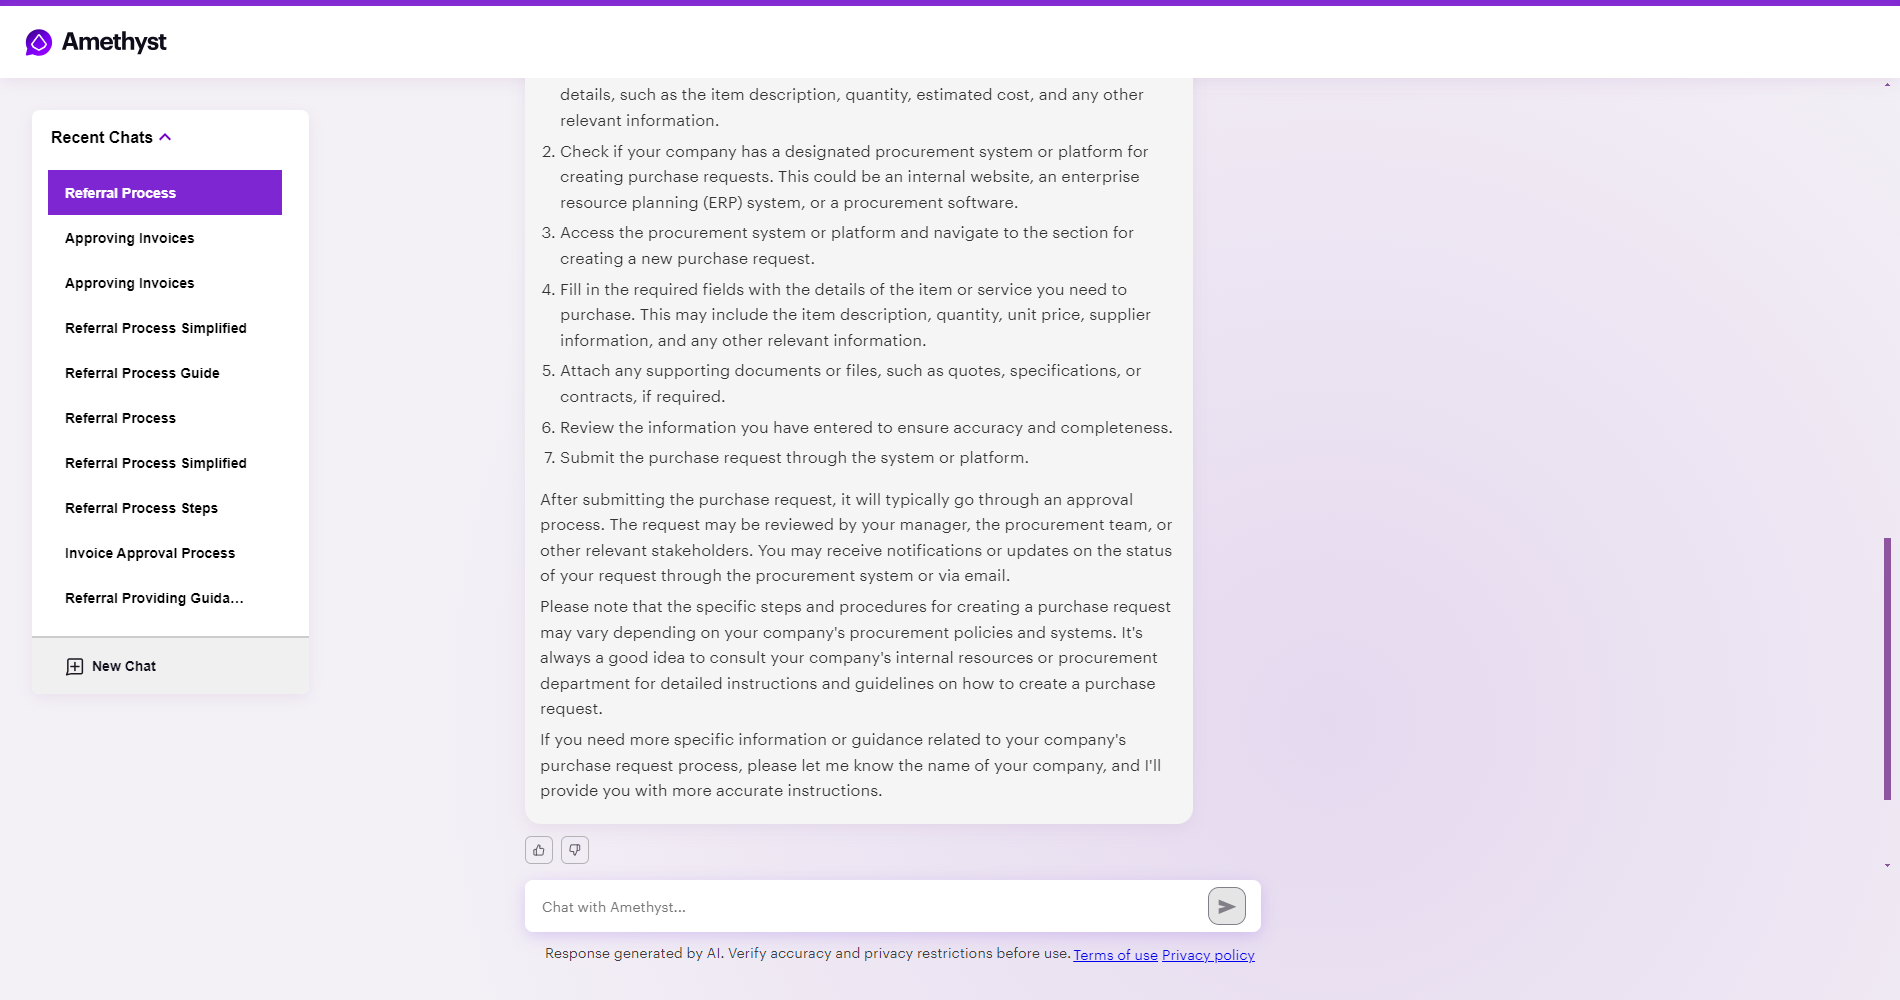 Amethyst
Recent Chats
Referral Process
Approving Invoices
Approving Invoices
Referral Process Simplified
Referral Process Guide
Referral Process
Referral Process Simplified
Referral Process Steps
Invoice Approval Process
Referral Providing Guida...
New Chat
details, such as the item description, quantity, estimated cost, and any other
relevant information.
2. Check if your company has a designated procurement system or platform for
creating purchase requests. This could be an internal website, an enterprise
resource planning (ERP) system, or a procurement software.
3. Access the procurement system or platform and navigate to the section for
creating a new purchase request.
4. Fill in the required fields with the details of the item or service you need to
purchase. This may include the item description, quantity, unit price, supplier
information, and any other relevant information.
5. Attach any supporting documents or files, such as quotes, specifications, or
contracts, if required.
6. Review the information you have entered to ensure accuracy and completeness.
7. Submit the purchase request through the system or platform.
After submitting the purchase request, it will typically go through an approval
process. The request may be reviewed by your manager, the procurement team, or
other relevant stakeholders. You may receive notifications or updates on the status
of your request through the procurement system or via email.
Please note that the specific steps and procedures for creating a purchase request
may vary depending on your company's procurement policies and systems. It's
always a good idea to consult your company's internal resources or procurement
department for detailed instructions and guidelines on how to create a purchase
request.
If you need more specific information or guidance related to your company's
purchase request process, please let me know the name of your company, and I'll
provide you with more accurate instructions.
Chat with Amethyst...
Response generated by AI. Verify accuracy and privacy restrictions before use. Terms of use Privacy policy